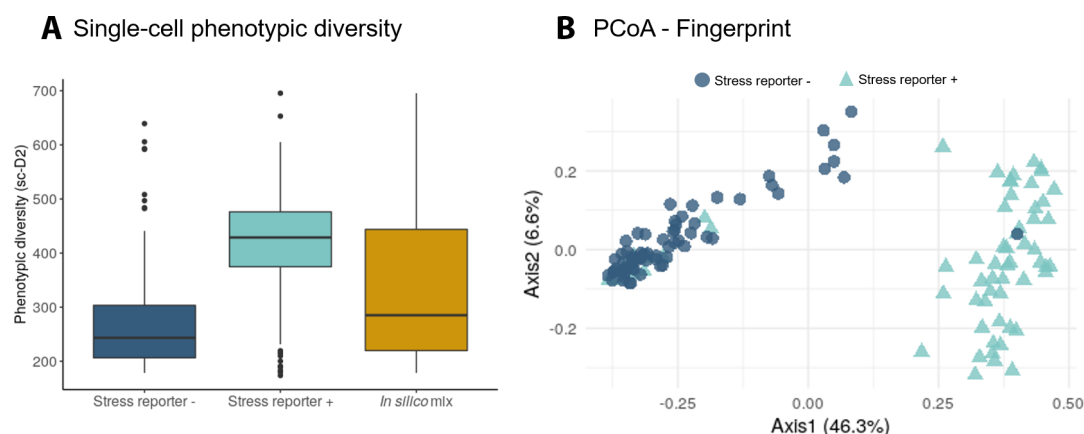 A Single-cell phenotypic diversity
Phenotypic diversity (sc-D2)
700
600
500
400
300
200
Stress reporter -
Stress reporter +
In silico mix
B PCoA - Fingerprint
Stress reporter -
Stress reporter +
Axis2 (6.6%)
0.2
0.0
-0.2
-0.25
0.00
0.25
0.50
Axis1 (46.3%)